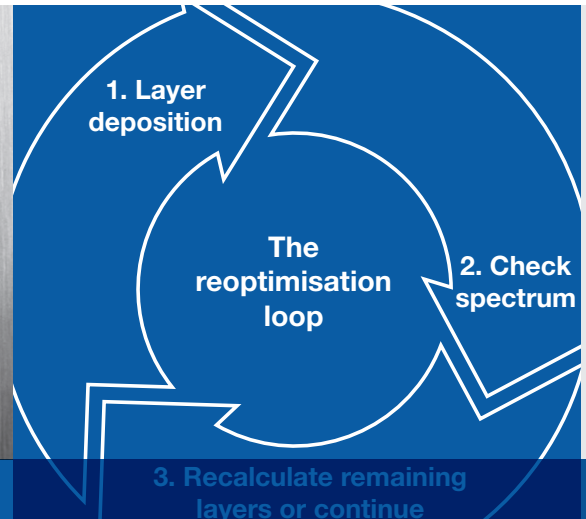 1. Layer
deposition
The
reoptimisation
loop
2. Check
spectrum
3. Recalculate remaining
layers or continue